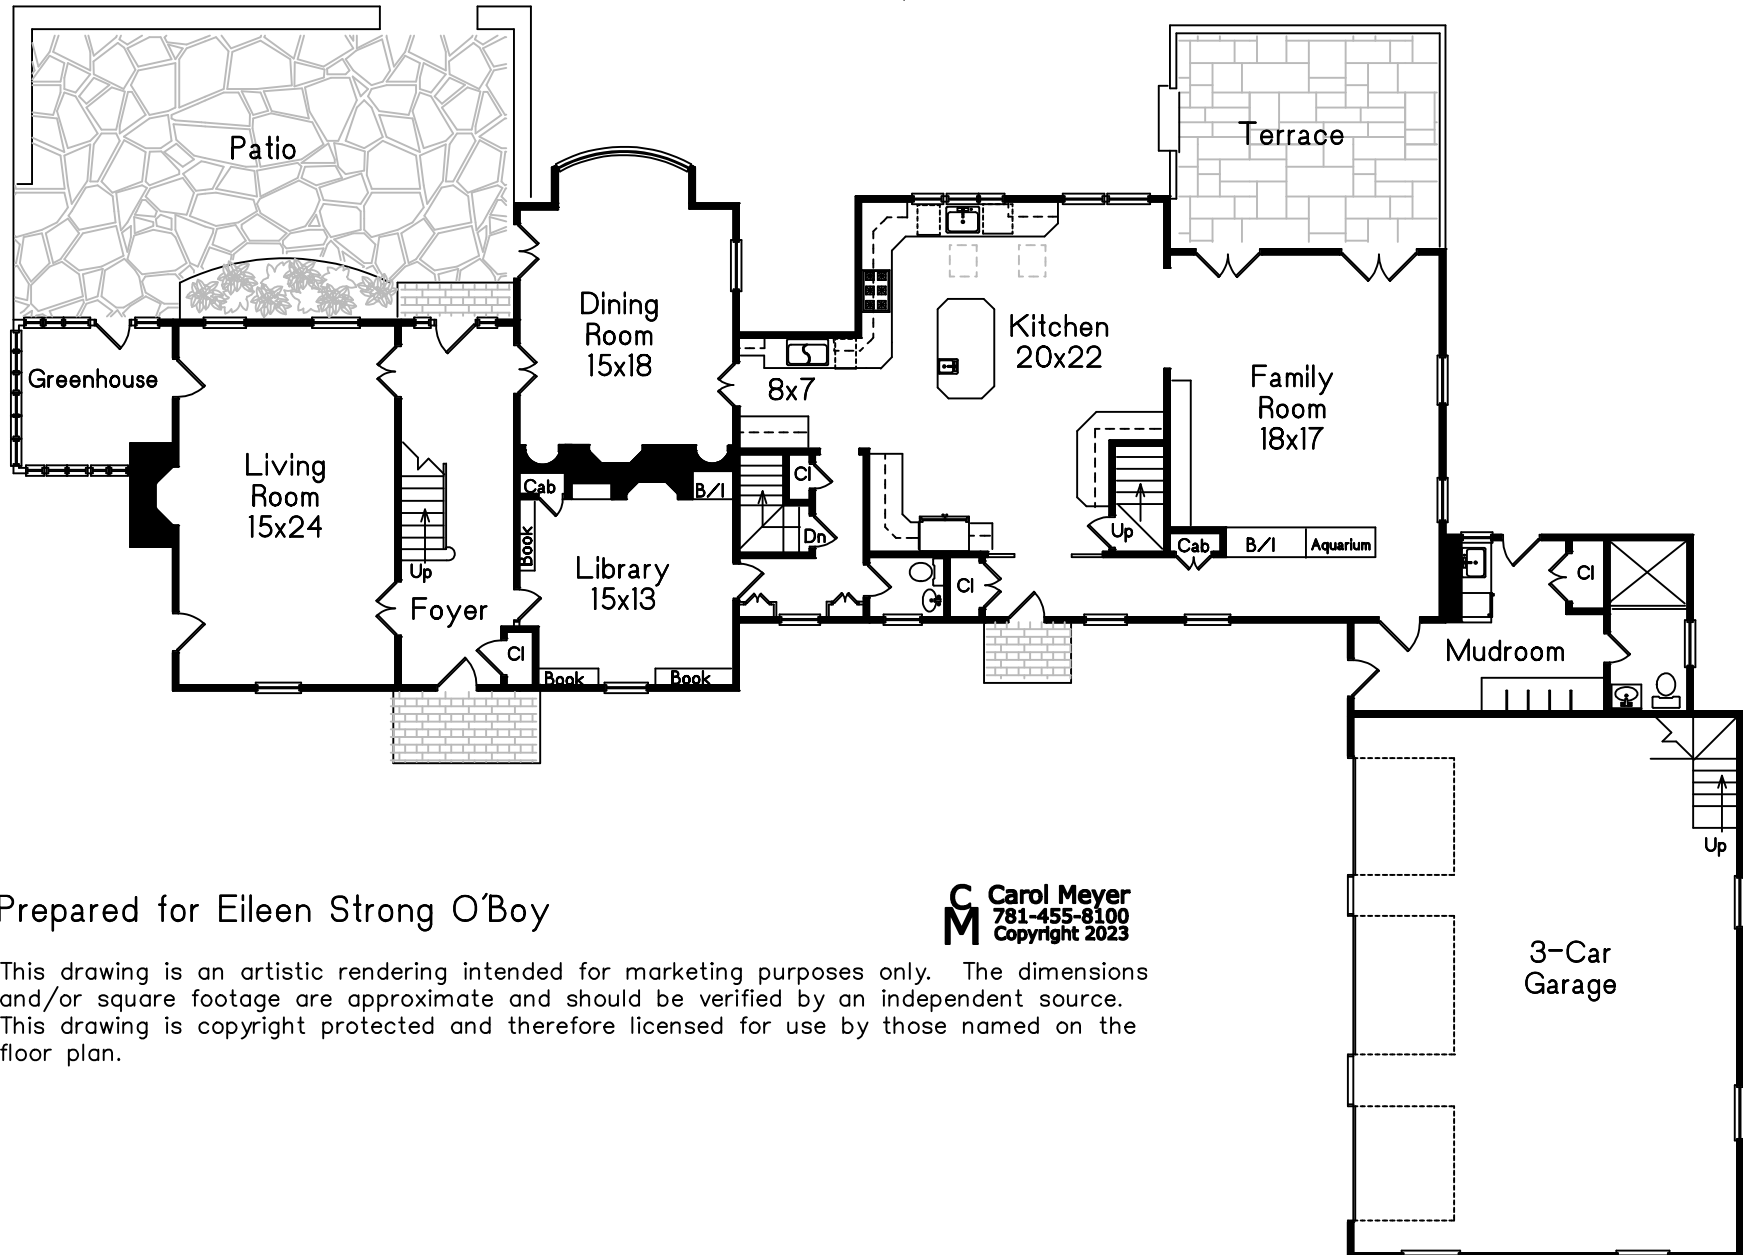 Patio
Terrace
Dining
Room
15x18
Kitchen
20x22
Greenhouse
8x7
Family
Room
18x17
Living
Room
15x24
Cab
B/I
Cl
Book
Dn
Up
Up
Cab
B/I
Aquarium
Library
15x13
Up
Cl
Cl
Foyer
Cl
Mudroom
Book
Book
Up
Prepared for Eileen Strong O'Boy
C
M
Carol Meyer
781-455-8100
Copyright 2023
3-Car
Garage
This drawing is an artistic rendering intended for marketing purposes only. The dimensions
and/or square footage are approximate and should be verified by an independent source.
This drawing is copyright protected and therefore licensed for use by those named on the
floor plan.